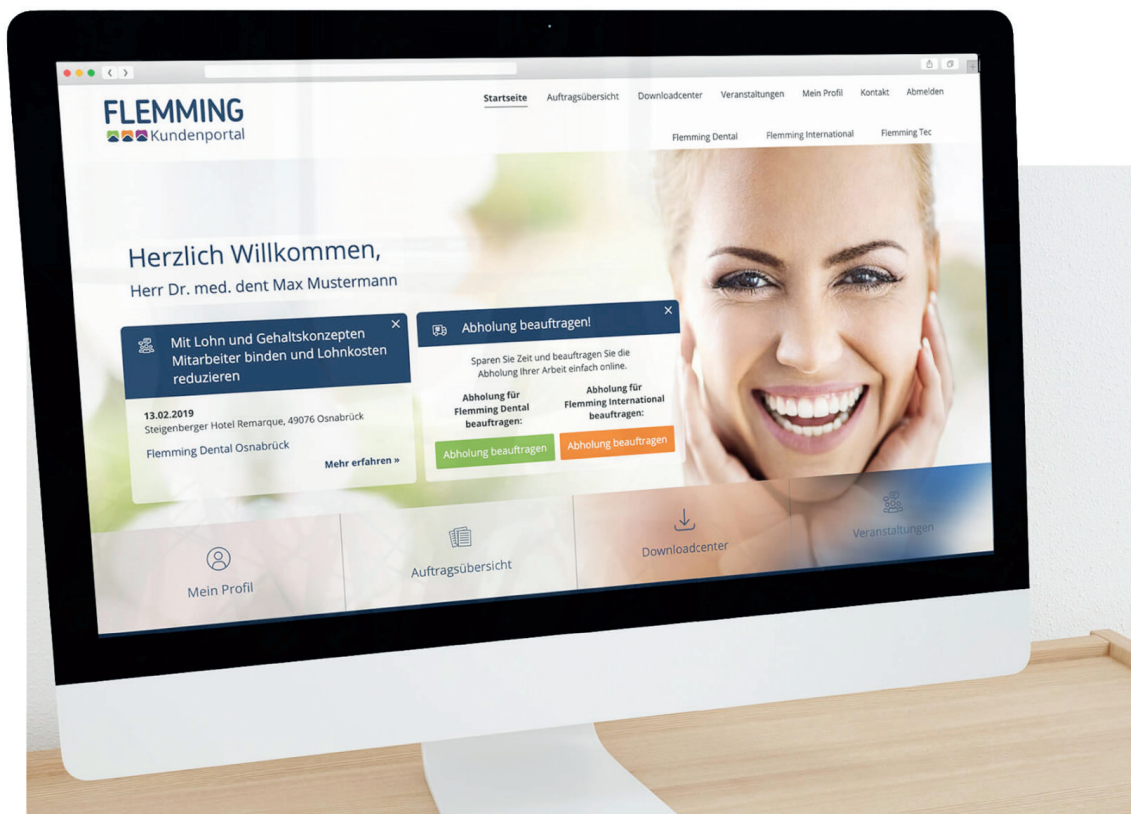 FLEMMING
Kundenportal
Startseite Auftragsübersicht Downloadcenter Veranstaltungen Mein Profil Kontakt Abmelden
Flemming Dental Flemming International Flemming Tec
Herzlich Willkommen,
Herr Dr. med. dent Max Mustermann
Mit Lohn und Gehaltskonzepten
Mitarbeiter binden und Lohnkosten
reduzieren
13.02.2019
Steigenberger Hotel Remarque, 49076 Osnabrück
Flemming Dental Osnabrück
Mehr erfahren »
Abholung beauftragen!
Sparen Sie Zeit und beauftragen Sie die
Abholung Ihrer Arbeit einfach online.
Abholung für
Flemming Dental
beauftragen:
Abholung beauftragen
Abholung für
Flemming International
beauftragen:
Abholung beauftragen
Mein Profil
Auftragsübersicht
Downloadcenter
Veranstaltungen